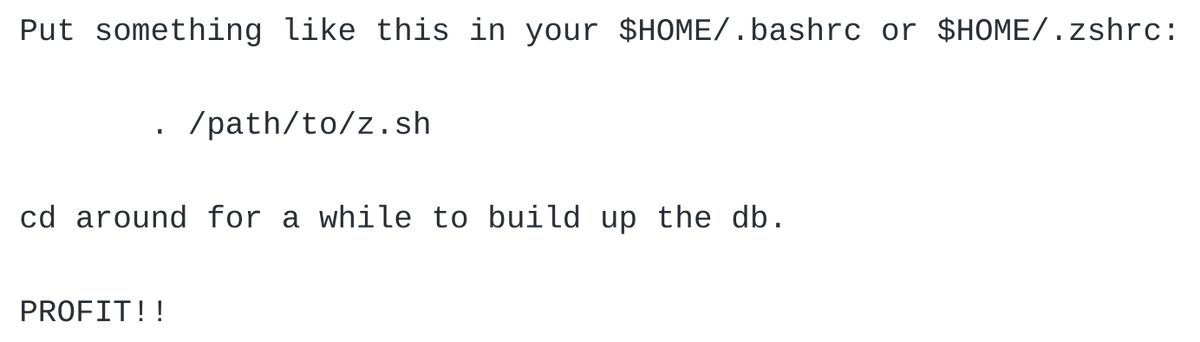 Put something like this in your $HOME/.bashrc or $HOME/.zshrc:
. /path/to/z.sh
cd around for a while to build up the db.
PROFIT!!